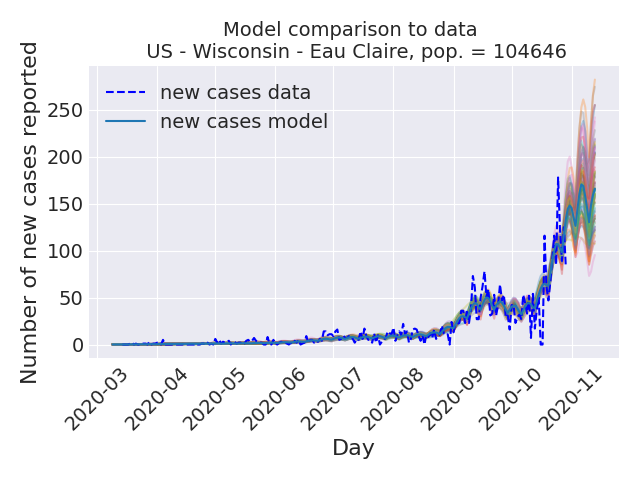 Model comparison to data
US - Wisconsin - Eau Claire, pop. = 104646
Number of new cases reported
new cases data
new cases model
250
200
150
100
50
0
2020-03
2020-04
2020-05
2020-06
2020-07
2020-08
2020-09
2020-10
2020-11
Day